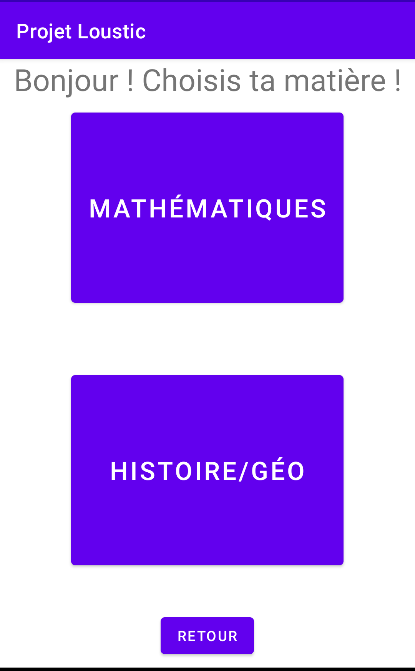 Projet Loustic
Bonjour ! Choisis ta matière !
MATHÉMATIQUES
HISTOIRE/GÉO
RETOUR